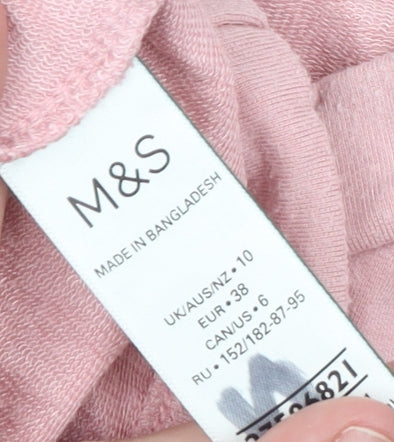 M&S
MADE IN BANGLADESH
UK/AUS/NZ • 10
EUR • 38
CAN/US • 6
RU • 152/182-87-95